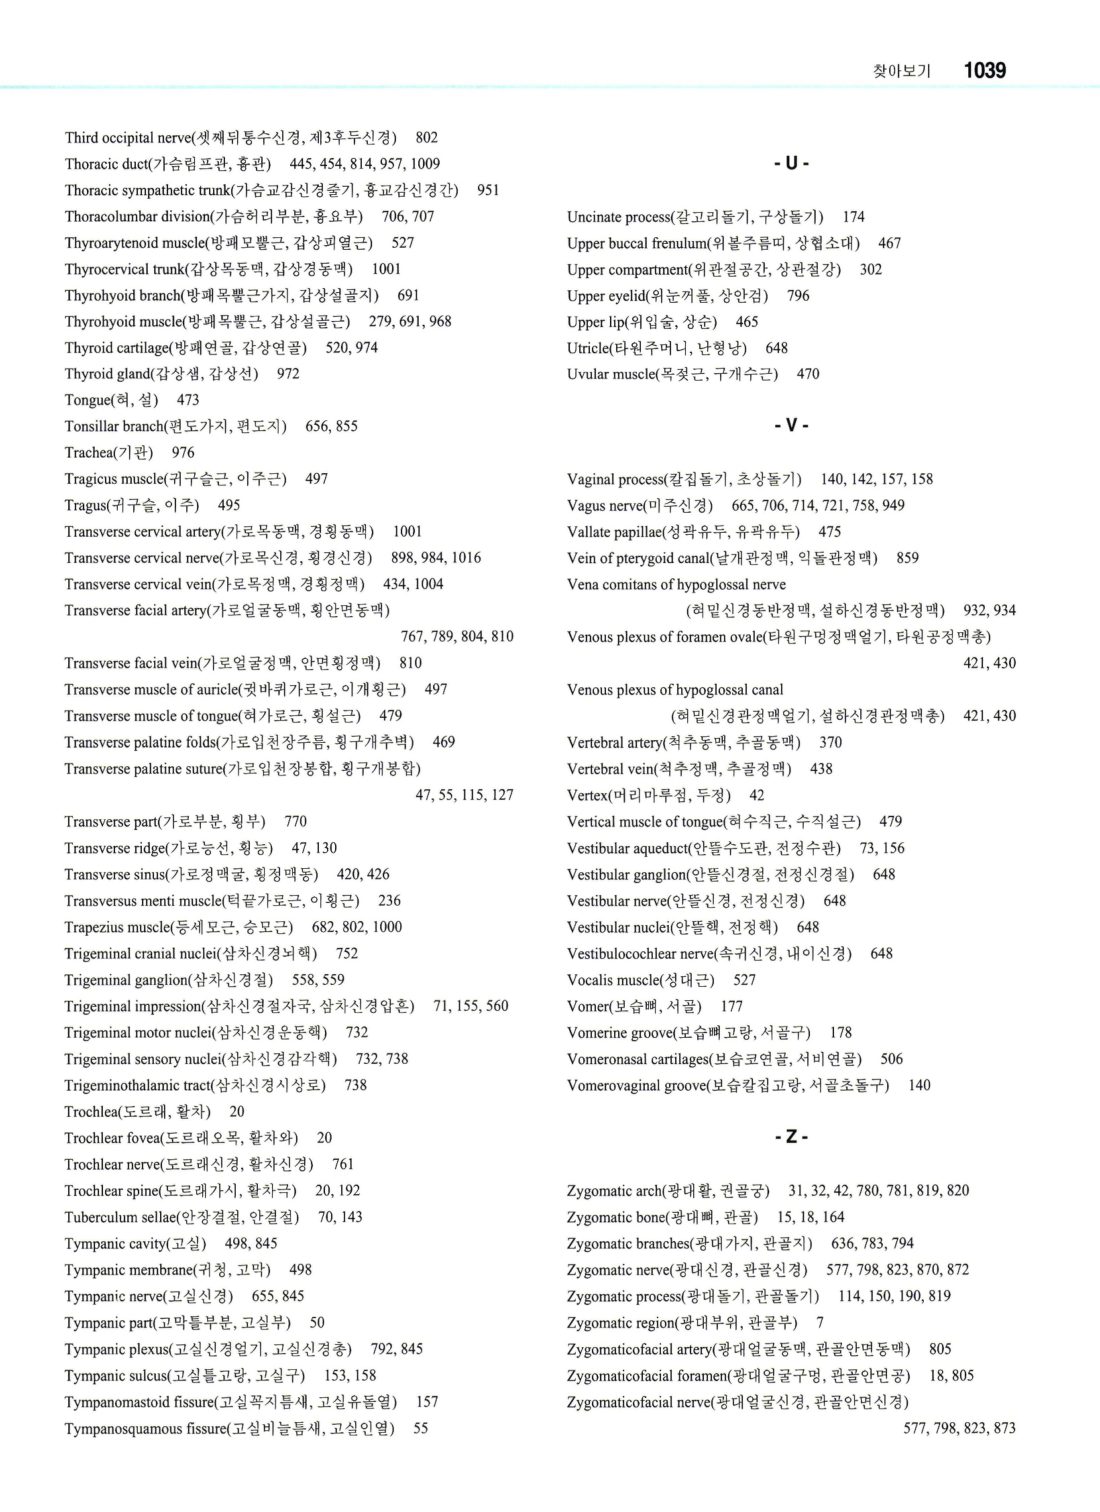 찾아보기 1039
Third occipital nerve(셋째뒤통수신경, 제3후두신경) 802
Thoracic duct(가슴림프관, 흉관) 445, 454, 814, 957, 1009
Thoracic sympathetic trunk(가슴교감신경줄기, 흉교감신경간) 951
Thoracolumbar division(가슴허리부분, 흉요부) 706, 707
Thyroarytenoid muscle(방패모뿔근, 갑상피열근) 527
Thyrocervical trunk(갑상목동맥, 갑상경동맥) 1001
Thyrohyoid branch(방패목뿔근가지, 갑상설골지) 691
Thyrohyoid muscle(방패목뿔근, 갑상설골근) 279, 691, 968
Thyroid cartilage(방패연골, 갑상연골) 520, 974
Thyroid gland(갑상샘, 갑상선) 972
Tongue(혀, 설) 473
Tonsillar branch(편도가지, 편도지) 656, 855
Trachea(기관) 976
Tragicus muscle(귀구슬근, 이주근) 497
Tragus(귀구슬, 이주) 495
Transverse cervical artery(가로목동맥, 경횡동맥) 1001
Transverse cervical nerve(가로목신경, 횡경신경) 898, 984, 1016
Transverse cervical vein(가로목정맥, 경횡정맥) 434, 1004
Transverse facial artery(가로얼굴동맥, 횡안면동맥)
767, 789, 804, 810
Transverse facial vein(가로얼굴정맥, 안면횡정맥) 810
Transverse muscle of auricle(귓바퀴가로근, 이개횡근) 497
Transverse muscle of tongue(혀가로근, 횡설근) 479
Transverse palatine folds(가로입천장주름, 횡구개추벽) 469
Transverse palatine suture(가로입천장봉합, 횡구개봉합)
47, 55, 115, 127
Transverse part(가로부분, 횡부) 770
Transverse ridge(가로능선, 횡능) 47, 130
Transverse sinus(가로정맥굴, 횡정맥동) 420, 426
Transversus menti muscle(턱끝가로근, 이횡근) 236
Trapezius muscle(등세모근, 승모근) 682, 802, 1000
Trigeminal cranial nuclei(삼차신경뇌핵) 752
Trigeminal ganglion(삼차신경절) 558, 559
Trigeminal impression(삼차신경절자국, 삼차신경압흔) 71, 155, 560
Trigeminal motor nuclei(삼차신경운동핵) 732
Trigeminal sensory nuclei(삼차신경감각핵) 732, 738
Trigeminothalamic tract(삼차신경시상로) 738
Trochlea(도르래, 활차) 20
Trochlear fovea(도르래오목, 활차와) 20
Trochlear nerve(도르래신경, 활차신경) 761
Trochlear spine(도르래가시, 활차극) 20, 192
Tuberculum sellae(안장결절, 안결절) 70, 143
Tympanic cavity(고실) 498, 845
Tympanic membrane(귀청, 고막) 498
Tympanic nerve(고실신경) 655, 845
Tympanic part(고막틀부분, 고실부) 50
Tympanic plexus(고실신경얼기, 고실신경총) 792, 845
Tympanic sulcus(고실틀고랑, 고실구) 153, 158
Tympanomastoid fissure(고실꼭지틈새, 고실유돌열) 157
Tympanosquamous fissure(고실비늘틈새, 고실인열) 55
- U -
Uncinate process(갈고리돌기, 구상돌기) 174
Upper buccal frenulum(위볼주름띠, 상협소대) 467
Upper compartment(위관절공간, 상관절강) 302
Upper eyelid(위눈꺼풀, 상안검) 796
Upper lip(위입술, 상순) 465
Utricle(타원주머니, 난형낭) 648
Uvular muscle(목젖근, 구개수근) 470
- V -
Vaginal process(칼집돌기, 초상돌기) 140, 142, 157, 158
Vagus nerve(미주신경) 665, 706, 714, 721, 758, 949
Vallate papillae(성곽유두, 유곽유두) 475
Vein of pterygoid canal(날개관정맥, 익돌관정맥) 859
Vena comitans of hypoglossal nerve
(혀밑신경동반정맥, 설하신경동반정맥) 932, 934
Venous plexus of foramen ovale(타원구멍정맥얼기, 타원공정맥총)
421, 430
Venous plexus of hypoglossal canal
(혀밑신경관정맥얼기, 설하신경관정맥총) 421, 430
Vertebral artery(척추동맥, 추골동맥) 370
Vertebral vein(척추정맥, 추골정맥) 438
Vertex(머리마루점, 두정) 42
Vertical muscle of tongue(혀수직근, 수직설근) 479
Vestibular aqueduct(안뜰수도관, 전정수관) 73, 156
Vestibular ganglion(안뜰신경절, 전정신경절) 648
Vestibular nerve(안뜰신경, 전정신경) 648
Vestibular nuclei(안뜰핵, 전정핵) 648
Vestibulocochlear nerve(속귀신경, 내이신경) 648
Vocalis muscle(성대근) 527
Vomer(보습뼈, 서골) 177
Vomerine groove(보습뼈고랑, 서골구) 178
Vomeronasal cartilages(보습코연골, 서비연골) 506
Vomerovaginal groove(보습칼집고랑, 서골초돌구) 140
- Z -
Zygomatic arch(광대활, 권골궁) 31, 32, 42, 780, 781, 819, 820
Zygomatic bone(광대뼈, 관골) 15, 18, 164
Zygomatic branches(광대가지, 관골지) 636, 783, 794
Zygomatic nerve(광대신경, 관골신경) 577, 798, 823, 870, 872
Zygomatic process(광대돌기, 관골돌기) 114, 150, 190, 819
Zygomatic region(광대부위, 관골부) 7
Zygomaticofacial artery(광대얼굴동맥, 관골안면동맥) 805
Zygomaticofacial foramen(광대얼굴구멍, 관골안면공) 18, 805
Zygomaticofacial nerve(광대얼굴신경, 관골안면신경)
577, 798, 823, 873